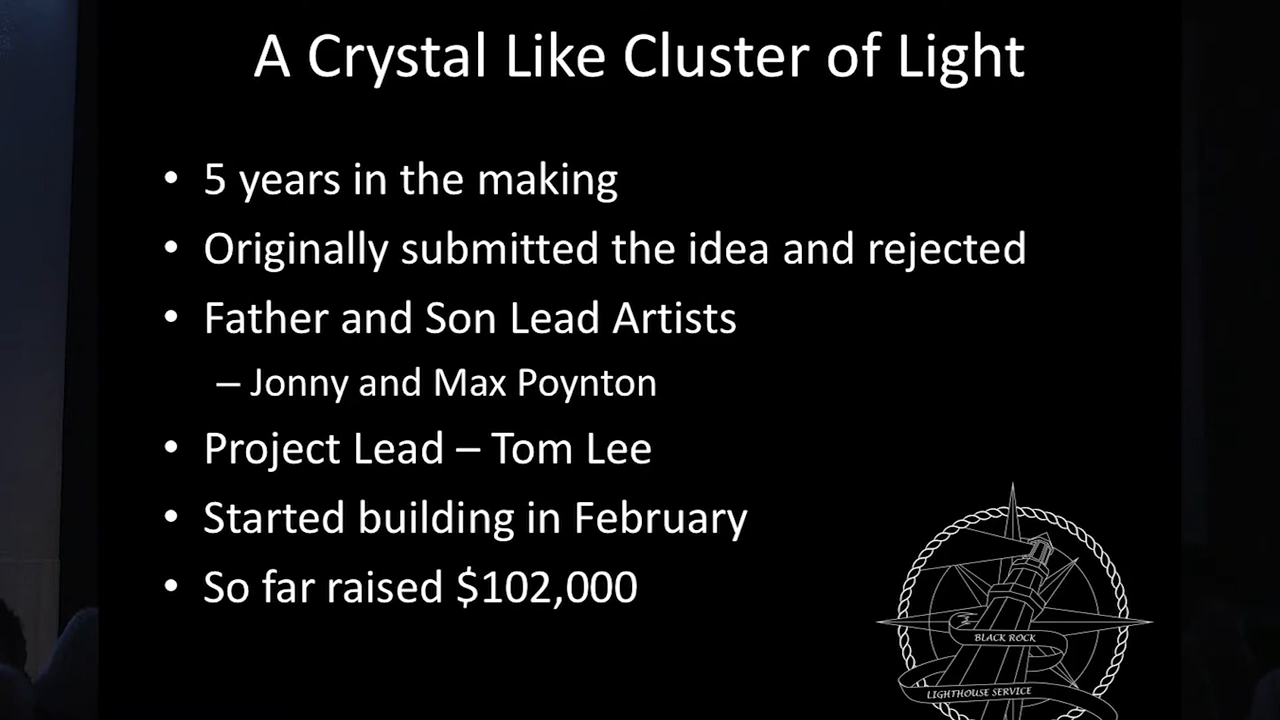 A Crystal Like Cluster of Light
• 5 years in the making
• Originally submitted the idea and rejected
• Father and Son Lead Artists
– Jonny and Max Poynton
• Project Lead – Tom Lee
• Started building in February
• So far raised $102,000
BLACK ROCK
LIGHTHOUSE SERVICE